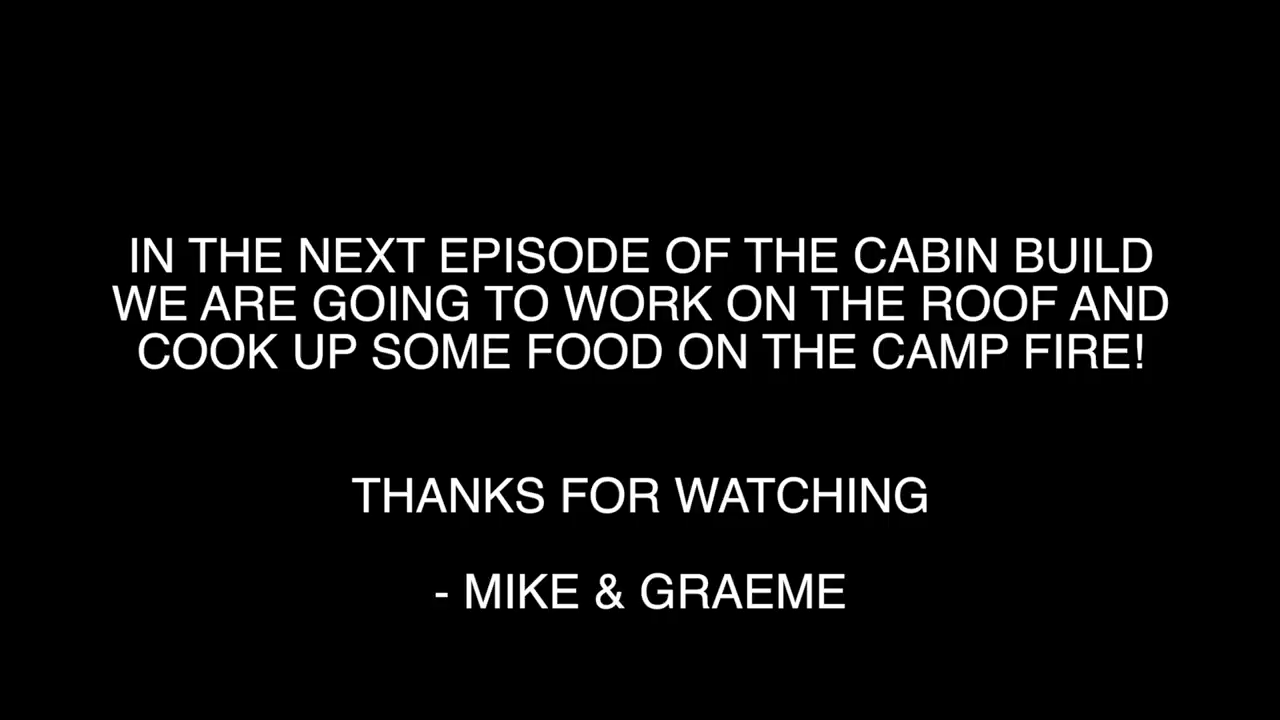 IN THE NEXT EPISODE OF THE CABIN BUILD
WE ARE GOING TO WORK ON THE ROOF AND
COOK UP SOME FOOD ON THE CAMP FIRE!
THANKS FOR WATCHING
- MIKE & GRAEME